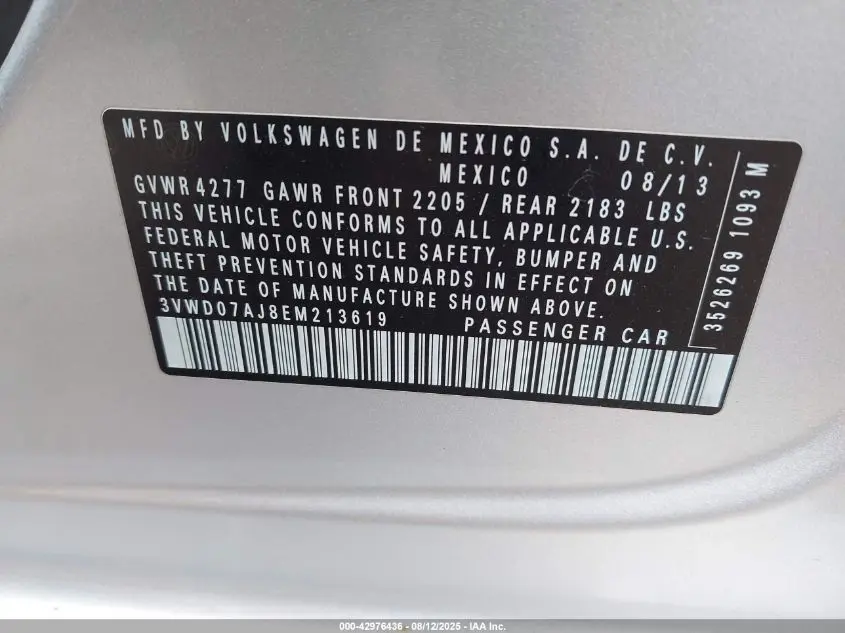 MFD BY VOLKSWAGEN DE MEXICO S.A. DE C.V.
MEXICO 08/13
GVWR 4277 GAWR FRONT 2205 / REAR 2183 LBS
THIS VEHICLE CONFORMS TO ALL APPLICABLE U.S.
FEDERAL MOTOR VEHICLE SAFETY, BUMPER AND
THEFT PREVENTION STANDARDS IN EFFECT ON
THE DATE OF MANUFACTURE SHOWN ABOVE.
3VWD07AJ8EM213619 PASSENGER CAR
3526269 1093 M
000-42976436 - 08/12/2025 - IAA Inc.